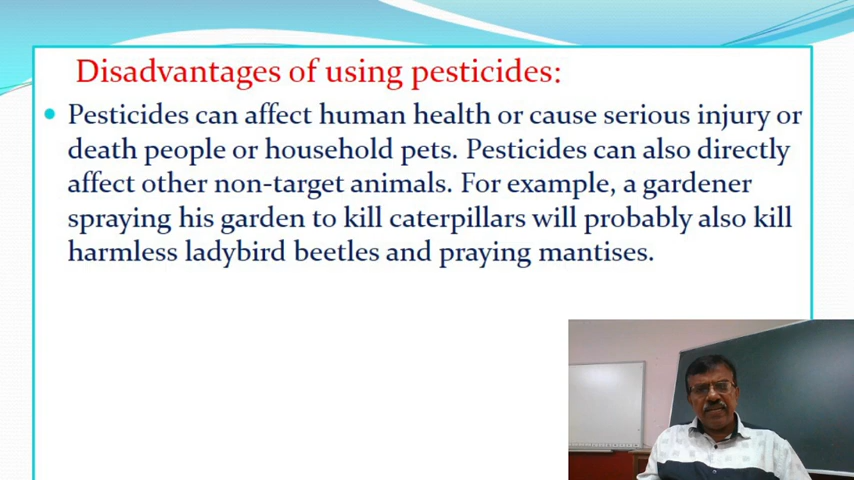 Disadvantages of using pesticides:
Pesticides can affect human health or cause serious injury or
death people or household pets. Pesticides can also directly
affect other non-target animals. For example, a gardener
spraying his garden to kill caterpillars will probably also kill
harmless ladybird beetles and praying mantises.